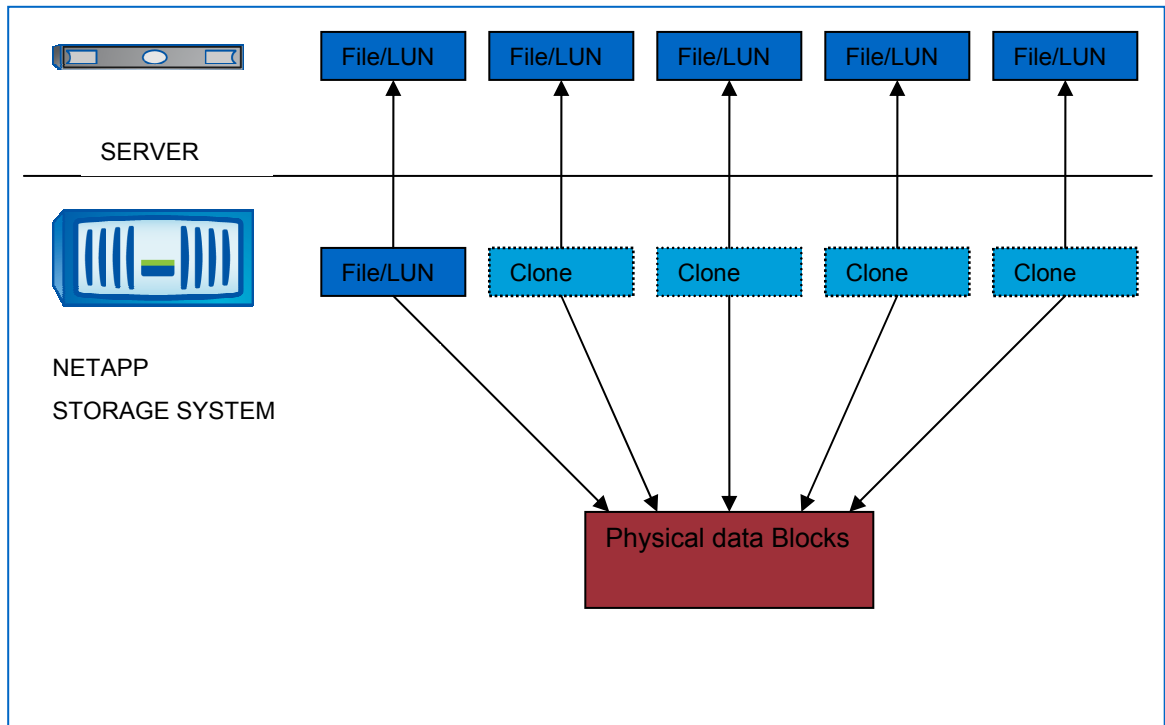 File/LUN File/LUN File/LUN File/LUN File/LUN
SERVER
File/LUN Clone Clone Clone Clone
NETAPP
STORAGE SYSTEM
Physical data Blocks